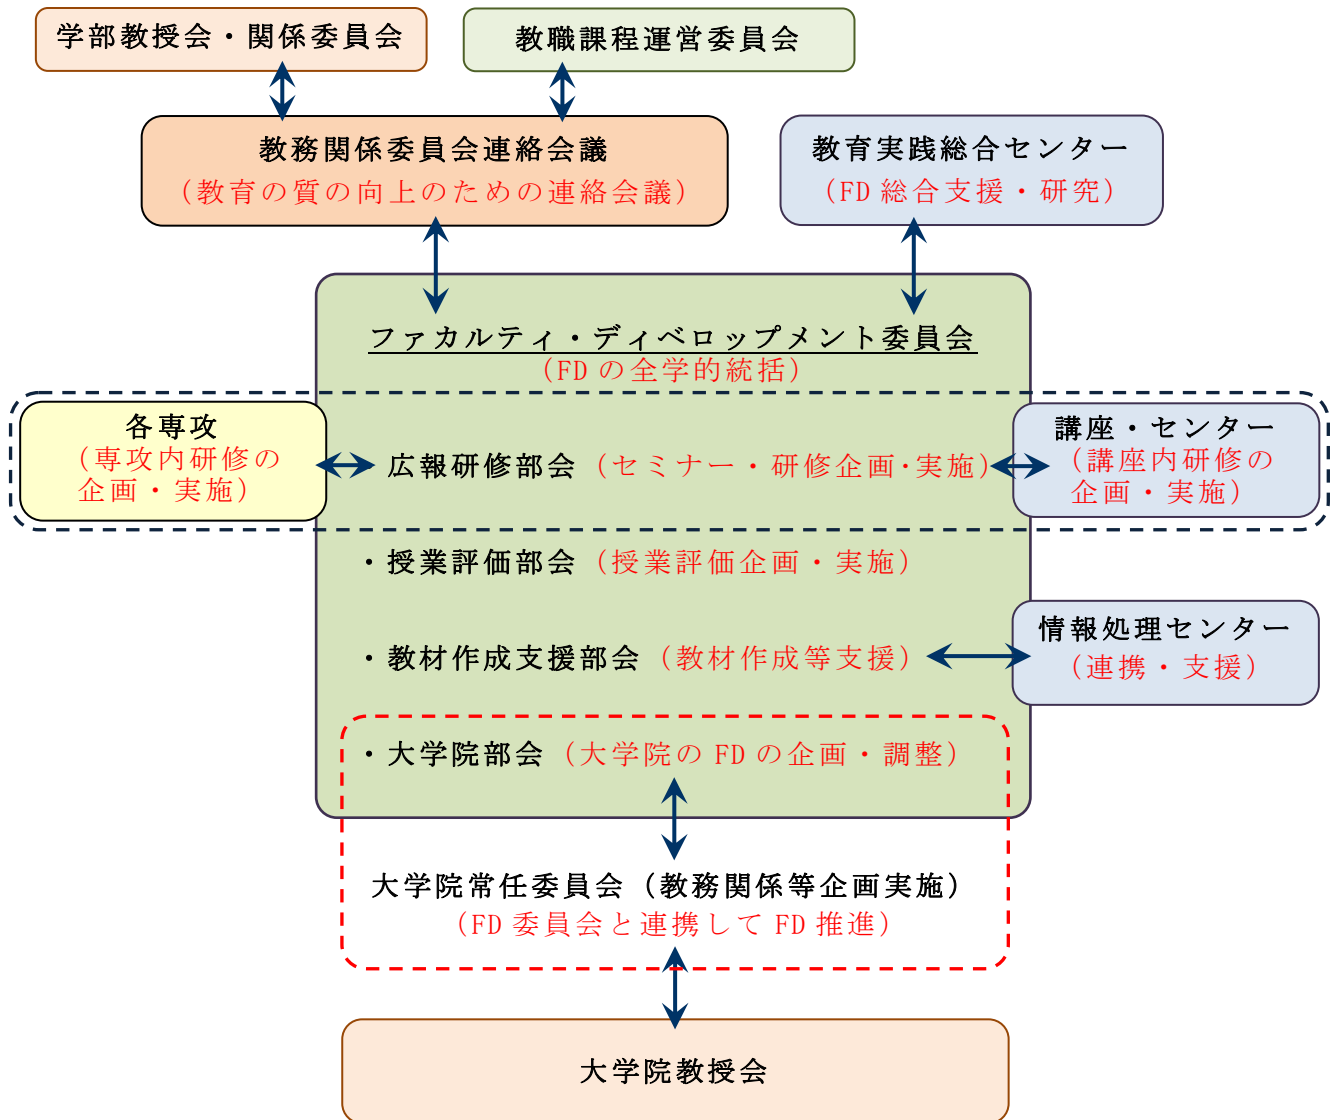 学部教授会・関係委員会
教職課程運営委員会
教務関係委員会連絡会議
（教育の質の向上のための連絡会議）
教育実践総合センター
（FD 総合支援・研究）
ファカルティ・ディベロップメント委員会
（FD の全学的統括）
各専攻
（専攻内研修の
企画・実施）
広報研修部会（セミナー・研修企画・実施）
講座・センター
（講座内研修の
企画・実施）
・授業評価部会（授業評価企画・実施）
・教材作成支援部会（教材作成等支援）
情報処理センター
（連携・支援）
・大学院部会（大学院の FD の企画・調整）
大学院常任委員会（教務関係等企画実施）
（FD 委員会と連携して FD 推進）
大学院教授会